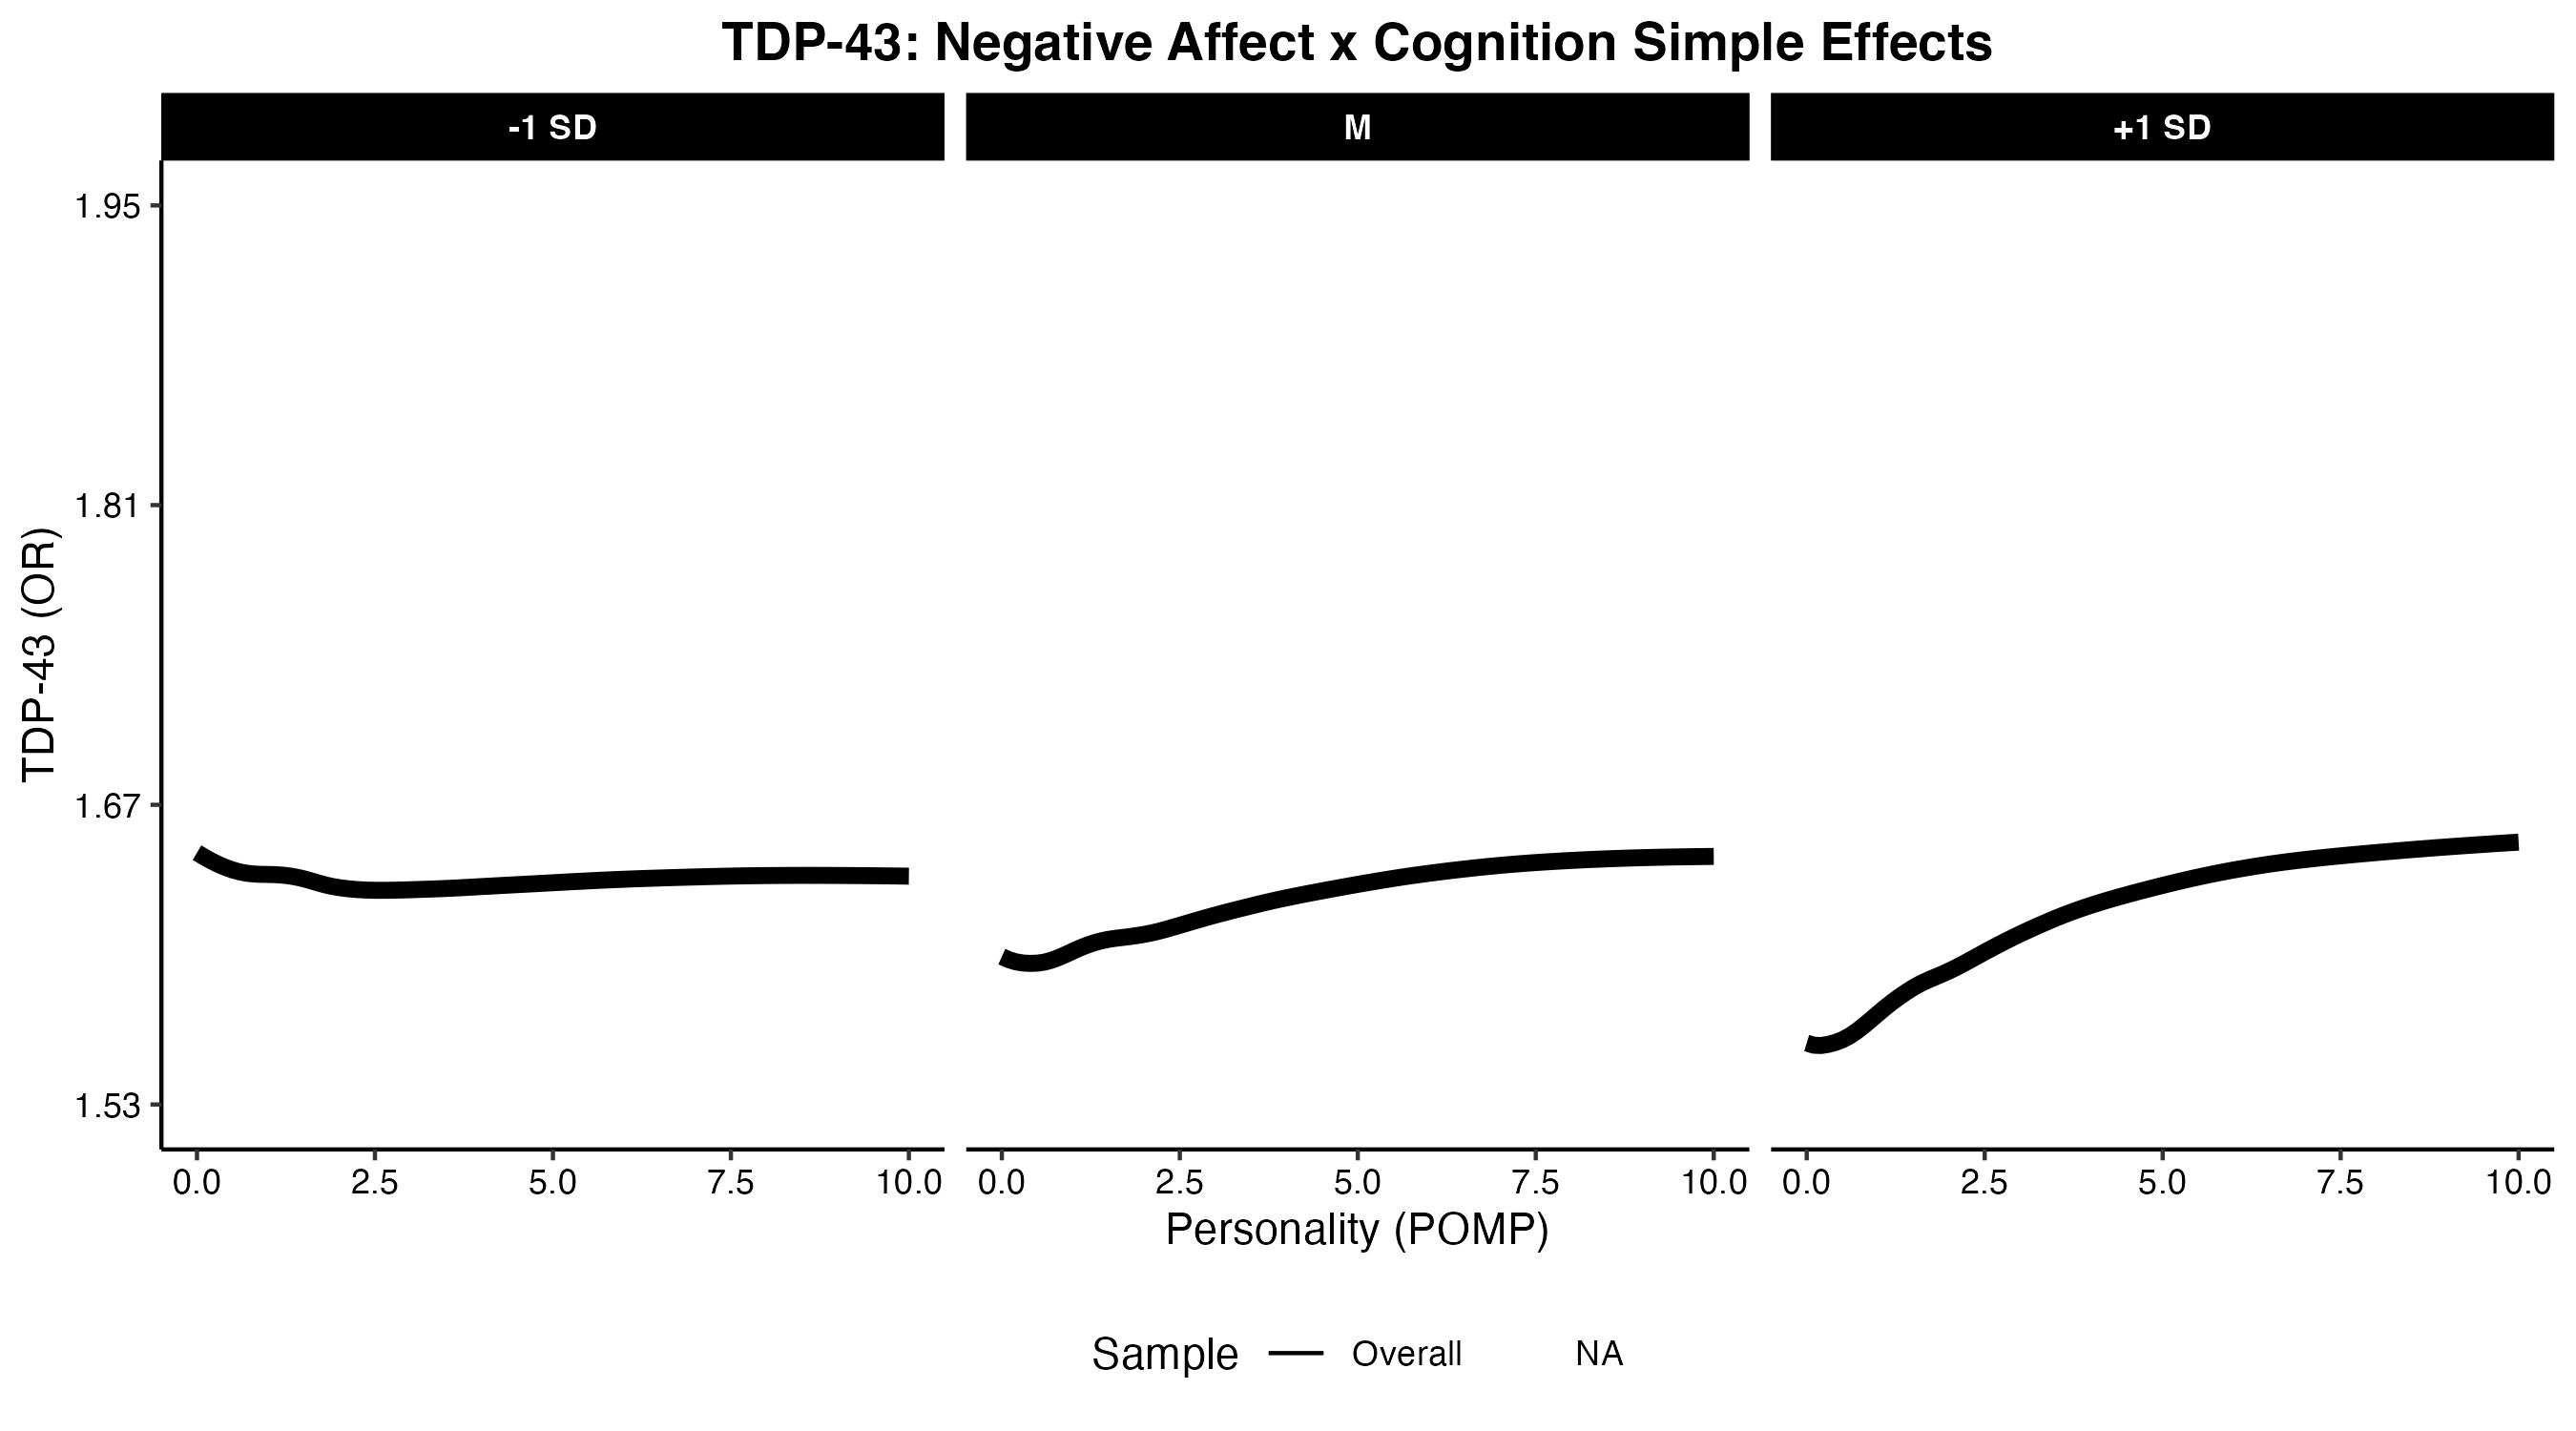 TDP-43: Negative Affect x Cognition Simple Effects
-1 SD M +1 SD
TDP-43 (OR)
1.95
1.81
1.67
1.53
0.0 2.5 5.0 7.5 10.0 0.0 2.5 5.0 7.5 10.0 0.0 2.5 5.0 7.5 10.0
Personality (POMP)
Sample Overall NA